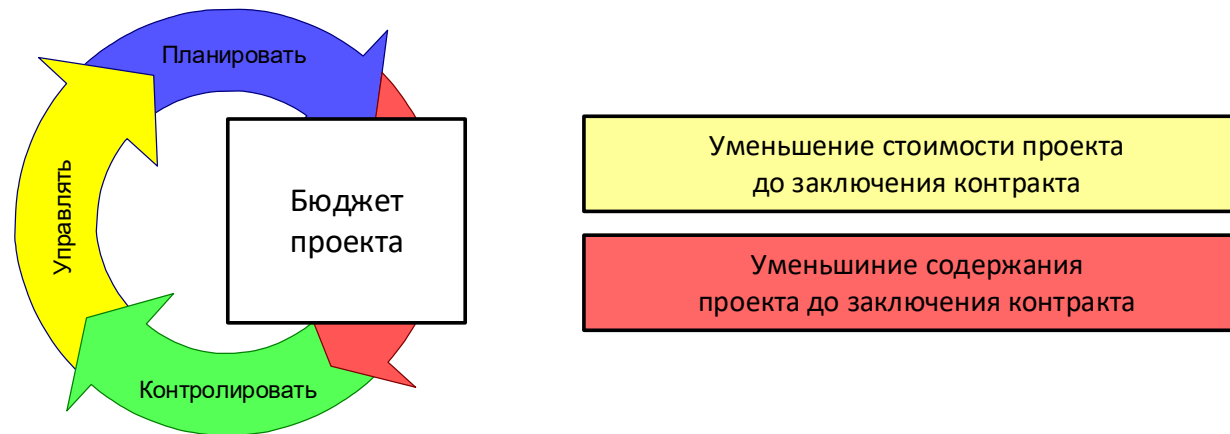 Планировать
Управлять
Контролировать
Бюджет
проекта
Уменьшение стоимости проекта
до заключения контракта
Уменьшиние содержания
проекта до заключения контракта